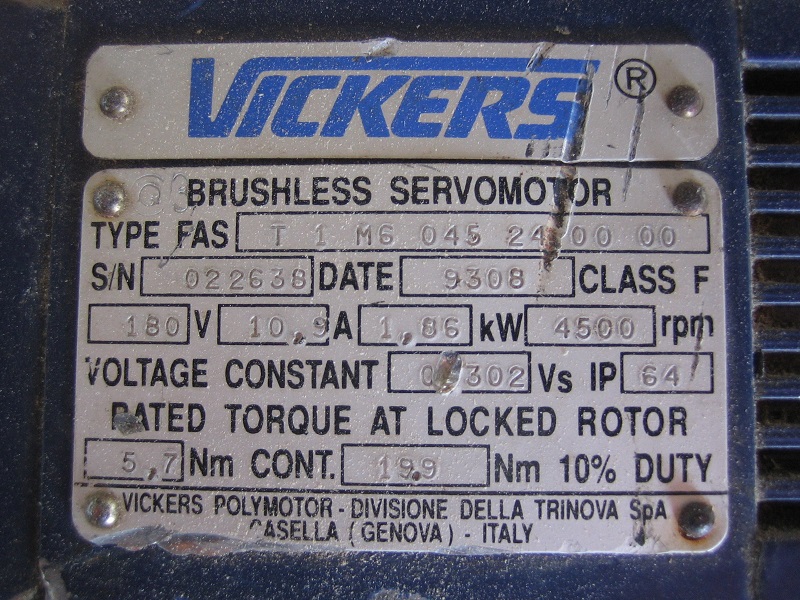 VICKERS ®
BRUSHLESS SERVOMOTOR
TYPE FAS T 1 M6 045 24 00 00
S/N 022638 DATE 9308 CLASS F
180 V 10,9 A 1,86 kW 4500 rpm
VOLTAGE CONSTANT 0,302 Vs IP 64
RATED TORQUE AT LOCKED ROTOR
5,7 Nm CONT. 19.9 Nm 10% DUTY
VICKERS POLYMOTOR - DIVISIONE DELLA TRINOVA SpA
CASELLA (GENOVA) - ITALY